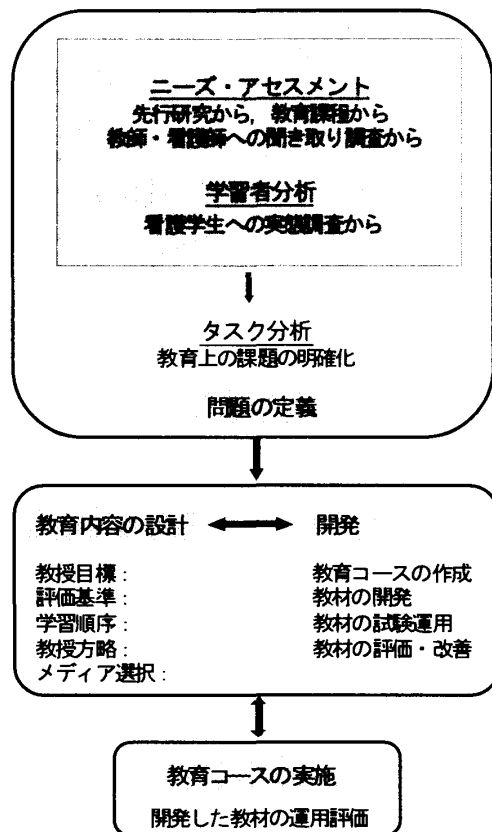 ニーズ・アセスメント
先行研究から，教育課程から
教師・看護師への聞き取り調査から
学習者分析
看護学生への実態調査から
タスク分析
教育上の課題の明確化
問題の定義
教育内容の設計
開発
教授目標：
評価基準：
学習順序：
教授方略：
メディア選択：
教育コースの作成
教材の開発
教材の試験運用
教材の評価・改善
教育コースの実施
開発した教材の運用評価